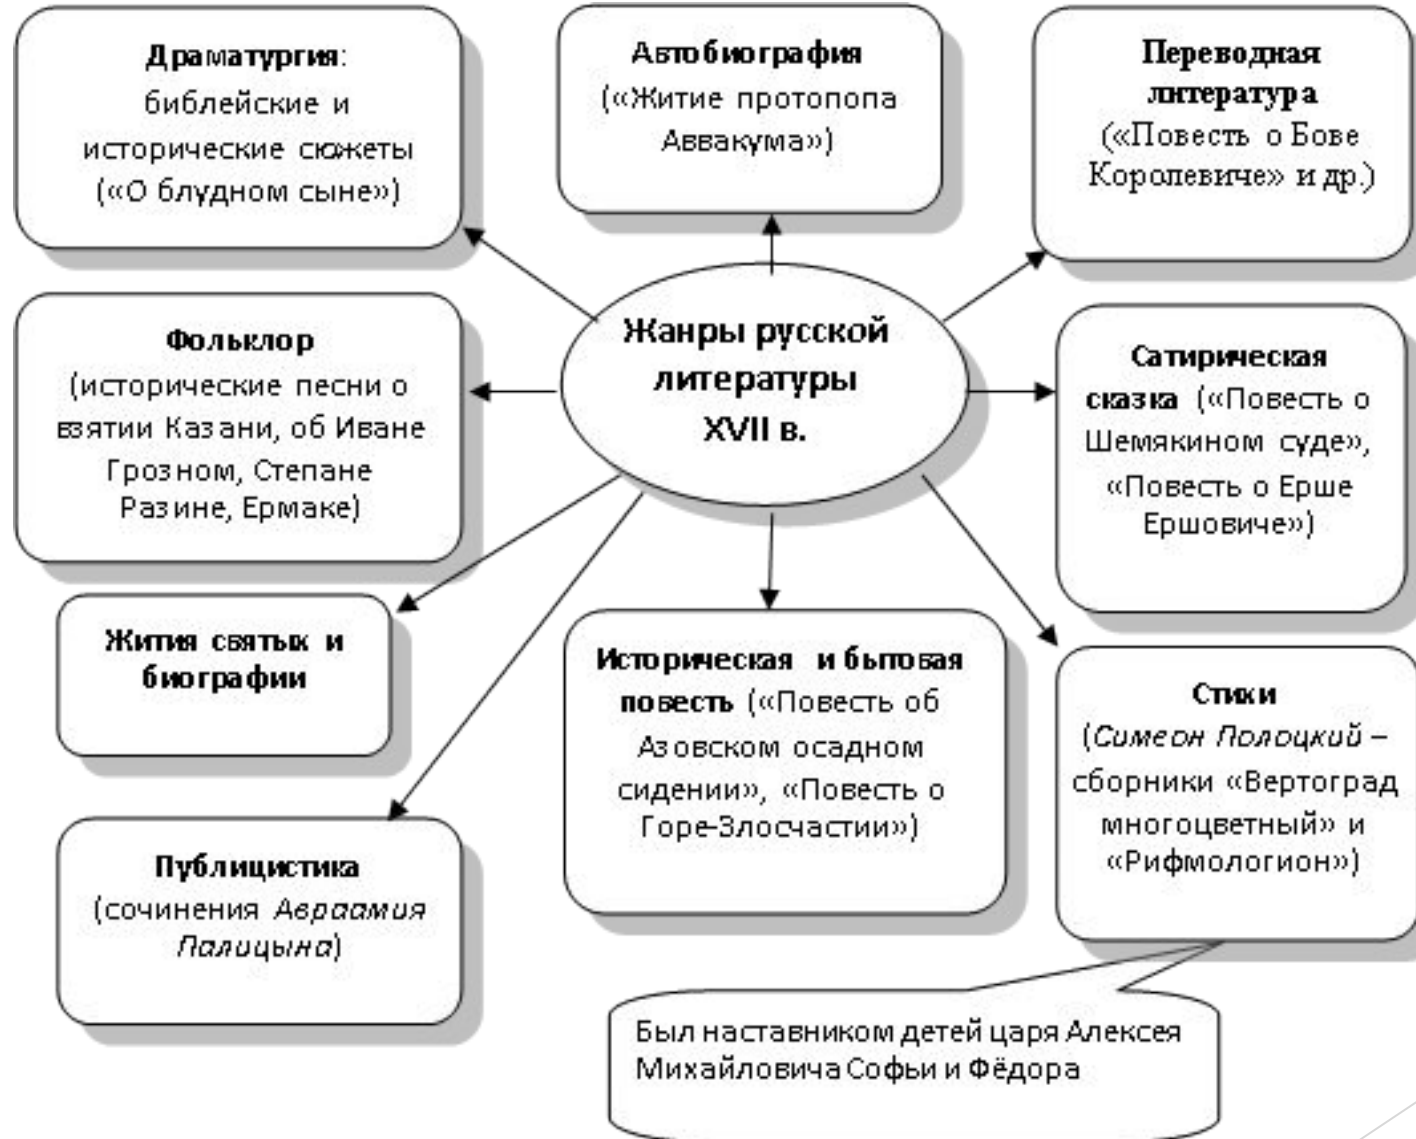 Драматургия:
библейские и
исторические сюжеты
(«О блудном сыне»)
Автобиография
(«Житие протопопа
Аввакума»)
Переводная
литература
(«Повесть о Бове
Королевиче» и др.)
Фольклор
(исторические песни о
взятии Казани, об Иване
Грозном, Степане
Разине, Ермаке)
Жанры русской
литературы
XVII в.
Сатирическая
сказка («Повесть о
Шемякином суде»,
«Повесть о Ерше
Ершовиче»)
Жития святых и
биографии
Историческая и бытовая
повесть («Повесть об
Азовском осадном
сидении», «Повесть о
Горе-Злосчастии»)
Стихи
(Симеон Полоцкий –
сборники «Вертоград
многоцветный» и
«Рифмологион»)
Публицистика
(сочинения Авраамия
Палицына)
Был наставником детей царя Алексея
Михайловича Софьи и Фёдора